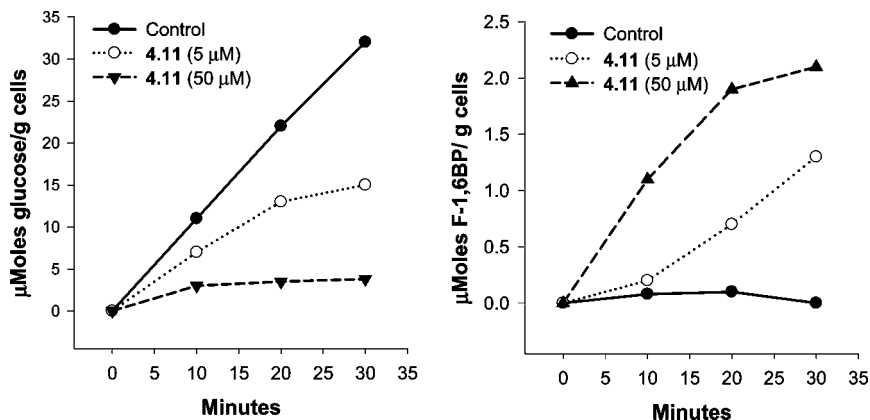 μMoles glucose/g cells
35
30
25
20
15
10
5
0
Control
4.11 (5 μM)
4.11 (50 μM)
0 5 10 15 20 25 30 35
Minutes
μMoles F-1,6BP/ g cells
2.5
2.0
1.5
1.0
0.5
0.0
Control
4.11 (5 μM)
4.11 (50 μM)
0 5 10 15 20 25 30 35
Minutes